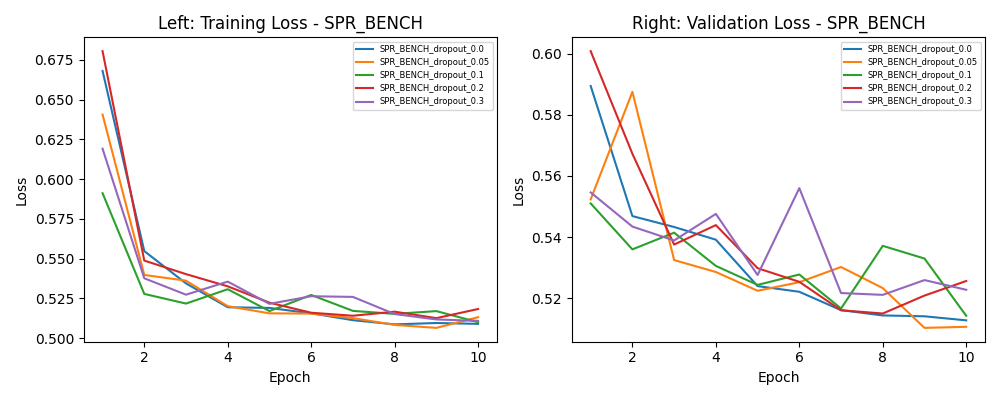 Left: Training Loss - SPR_BENCH
Loss
0.675
0.650
0.625
0.600
0.575
0.550
0.525
0.500
2
4
6
8
10
Epoch
SPR_BENCH_dropout_0.0
SPR_BENCH_dropout_0.05
SPR_BENCH_dropout_0.1
SPR_BENCH_dropout_0.2
SPR_BENCH_dropout_0.3
Right: Validation Loss - SPR_BENCH
Loss
0.60
0.58
0.56
0.54
0.52
2
4
6
8
10
Epoch
SPR_BENCH_dropout_0.0
SPR_BENCH_dropout_0.05
SPR_BENCH_dropout_0.1
SPR_BENCH_dropout_0.2
SPR_BENCH_dropout_0.3